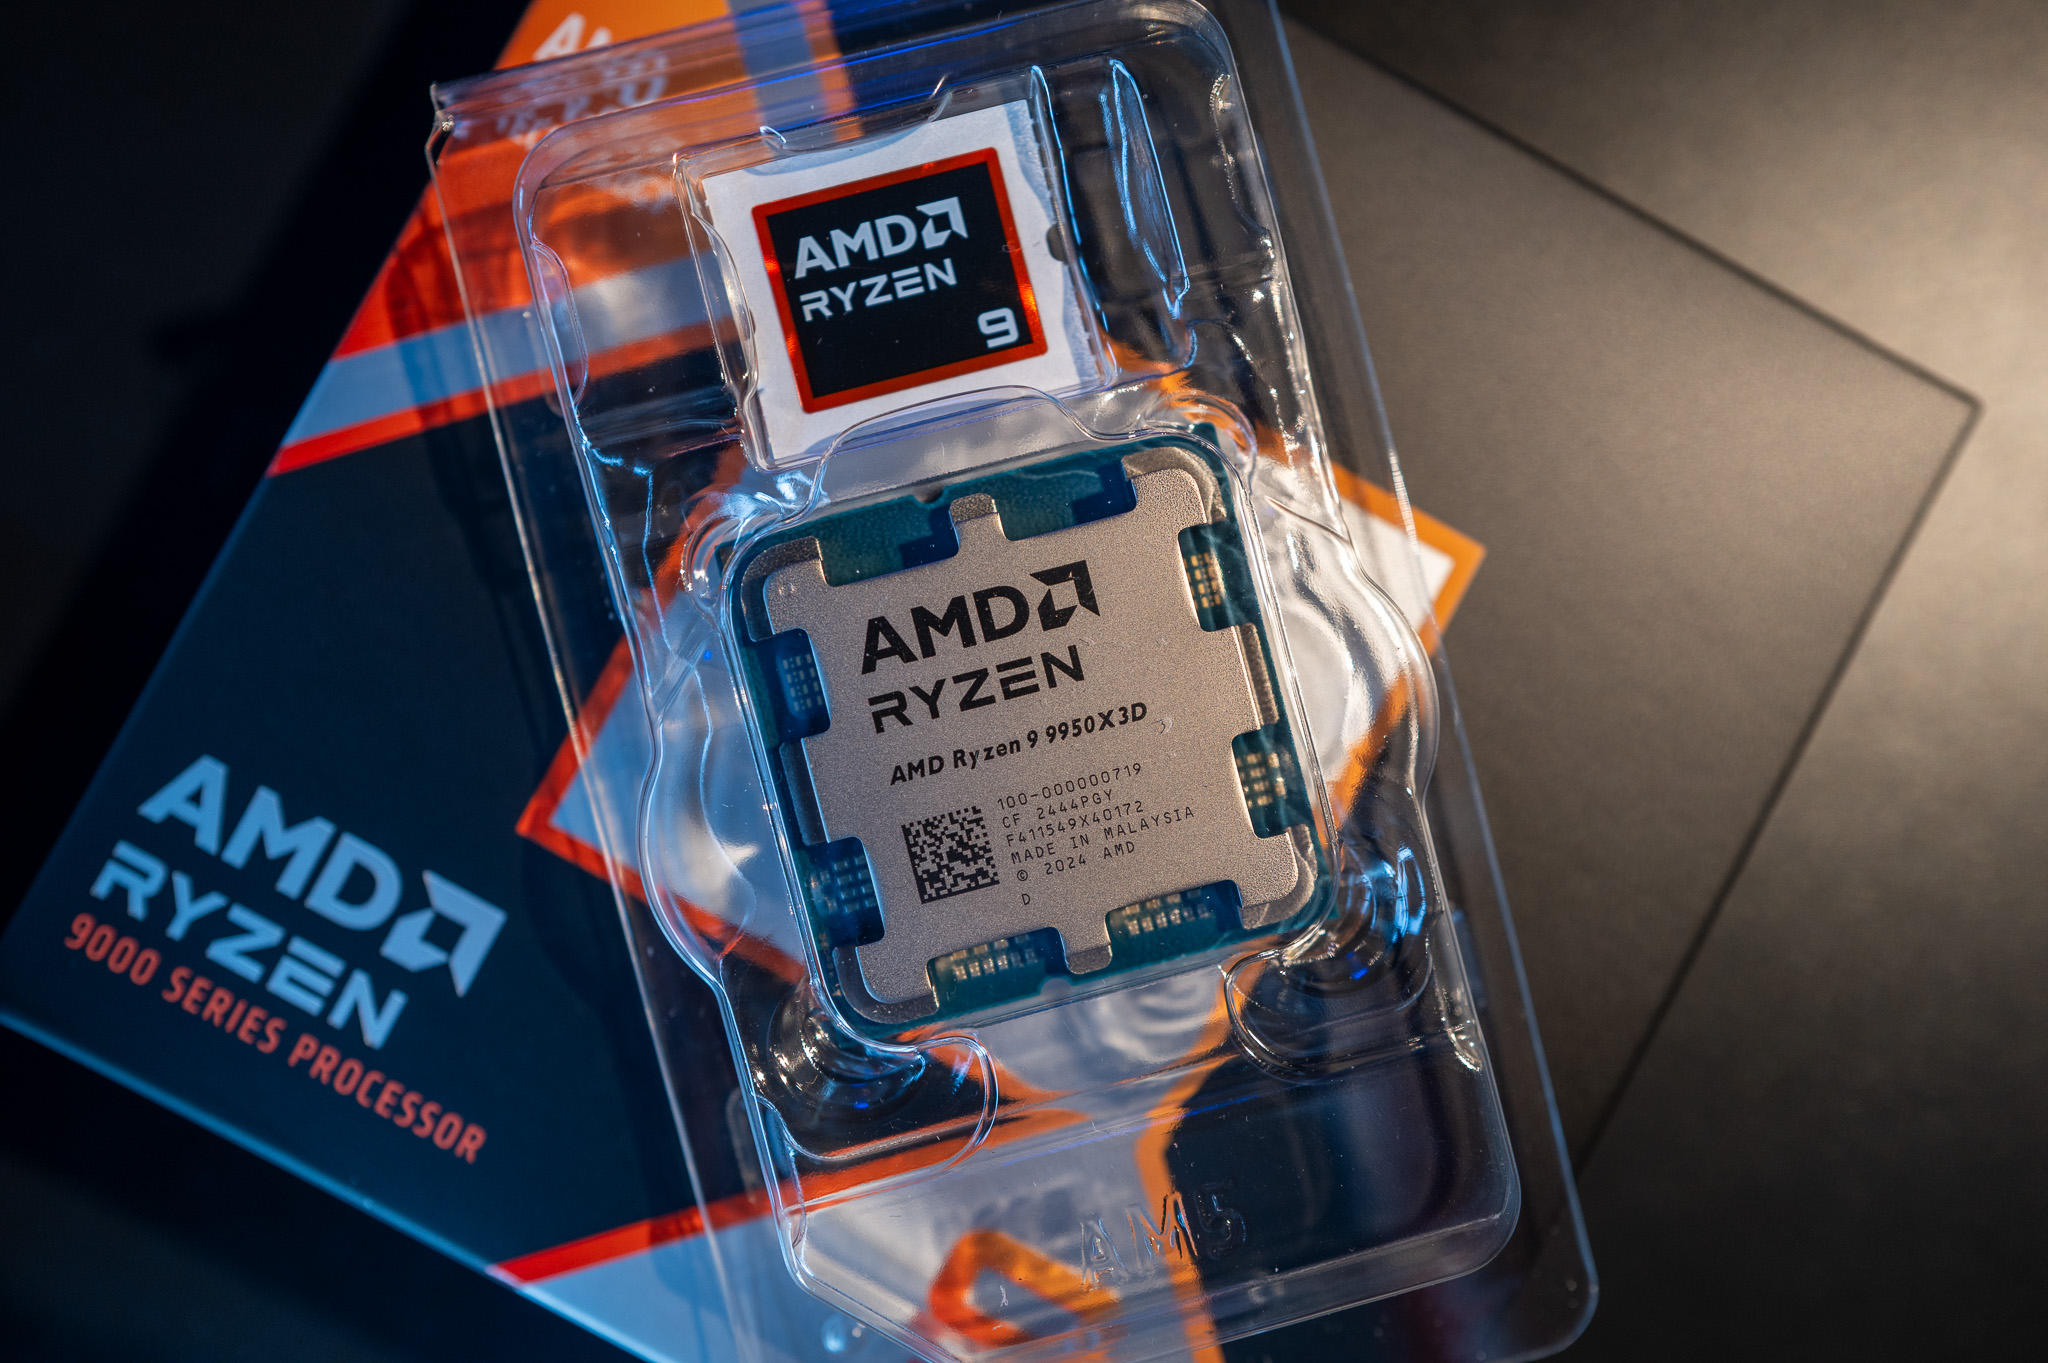 AMD
RYZEN
9
AMD
RYZEN
AMD Ryzen 9 9950X3D
100-000000719
CF 2444PGY
F411549X40172
MADE IN MALAYSIA
© 2024 AMD
D
AMD
RYZEN
9000 SERIES PROCESSOR
AM5